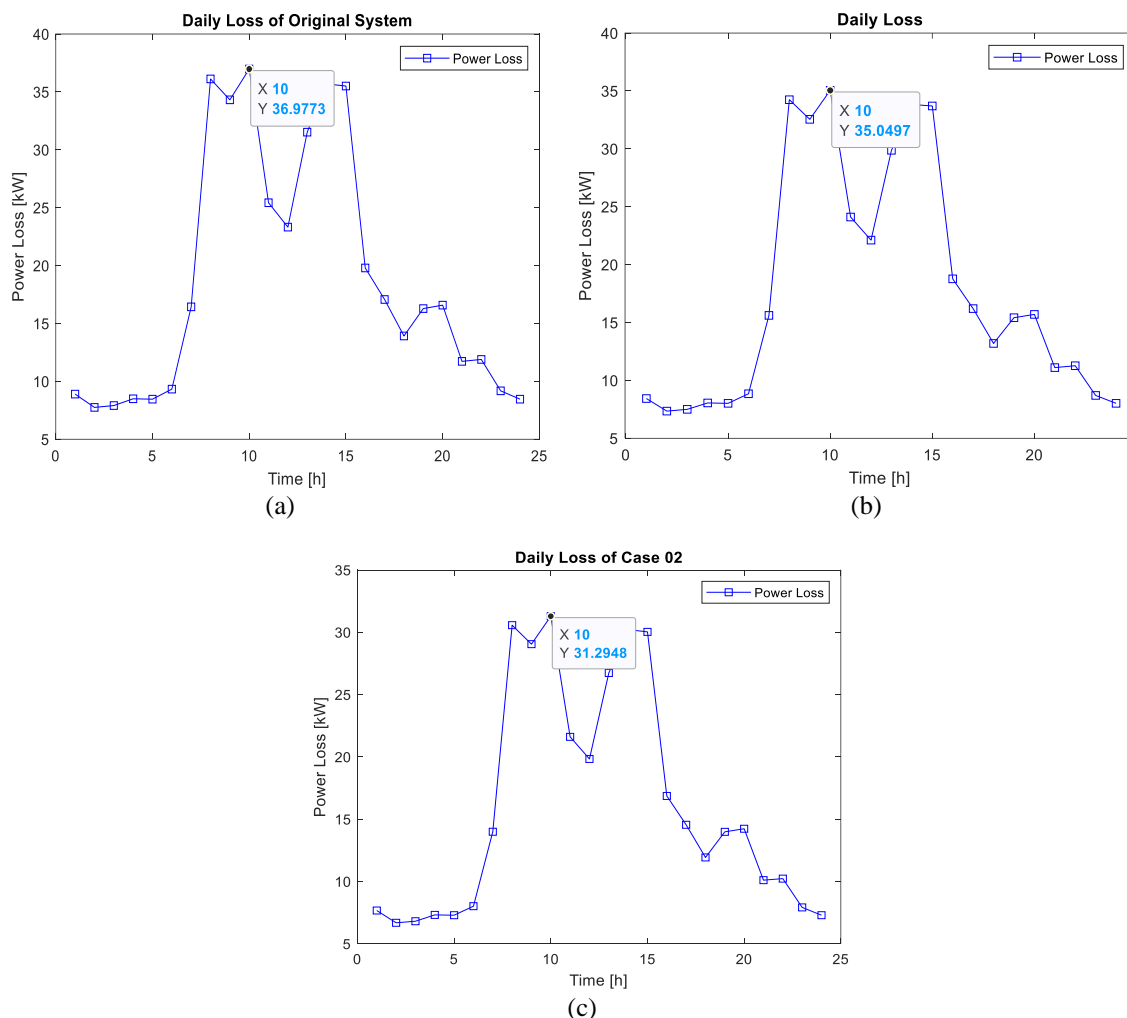 Daily Loss of Original System
Power Loss
X 10
Y 36.9773
40
35
30
25
20
15
10
5
Power Loss [kW]
0 5 10 15 20 25
Time [h]
(a)
Daily Loss
Power Loss
X 10
Y 35.0497
40
35
30
25
20
15
10
5
Power Loss [kW]
0 5 10 15 20
Time [h]
(b)
Daily Loss of Case 02
Power Loss
X 10
Y 31.2948
35
30
25
20
15
10
5
Power Loss [kW]
0 5 10 15 20 25
Time [h]
(c)